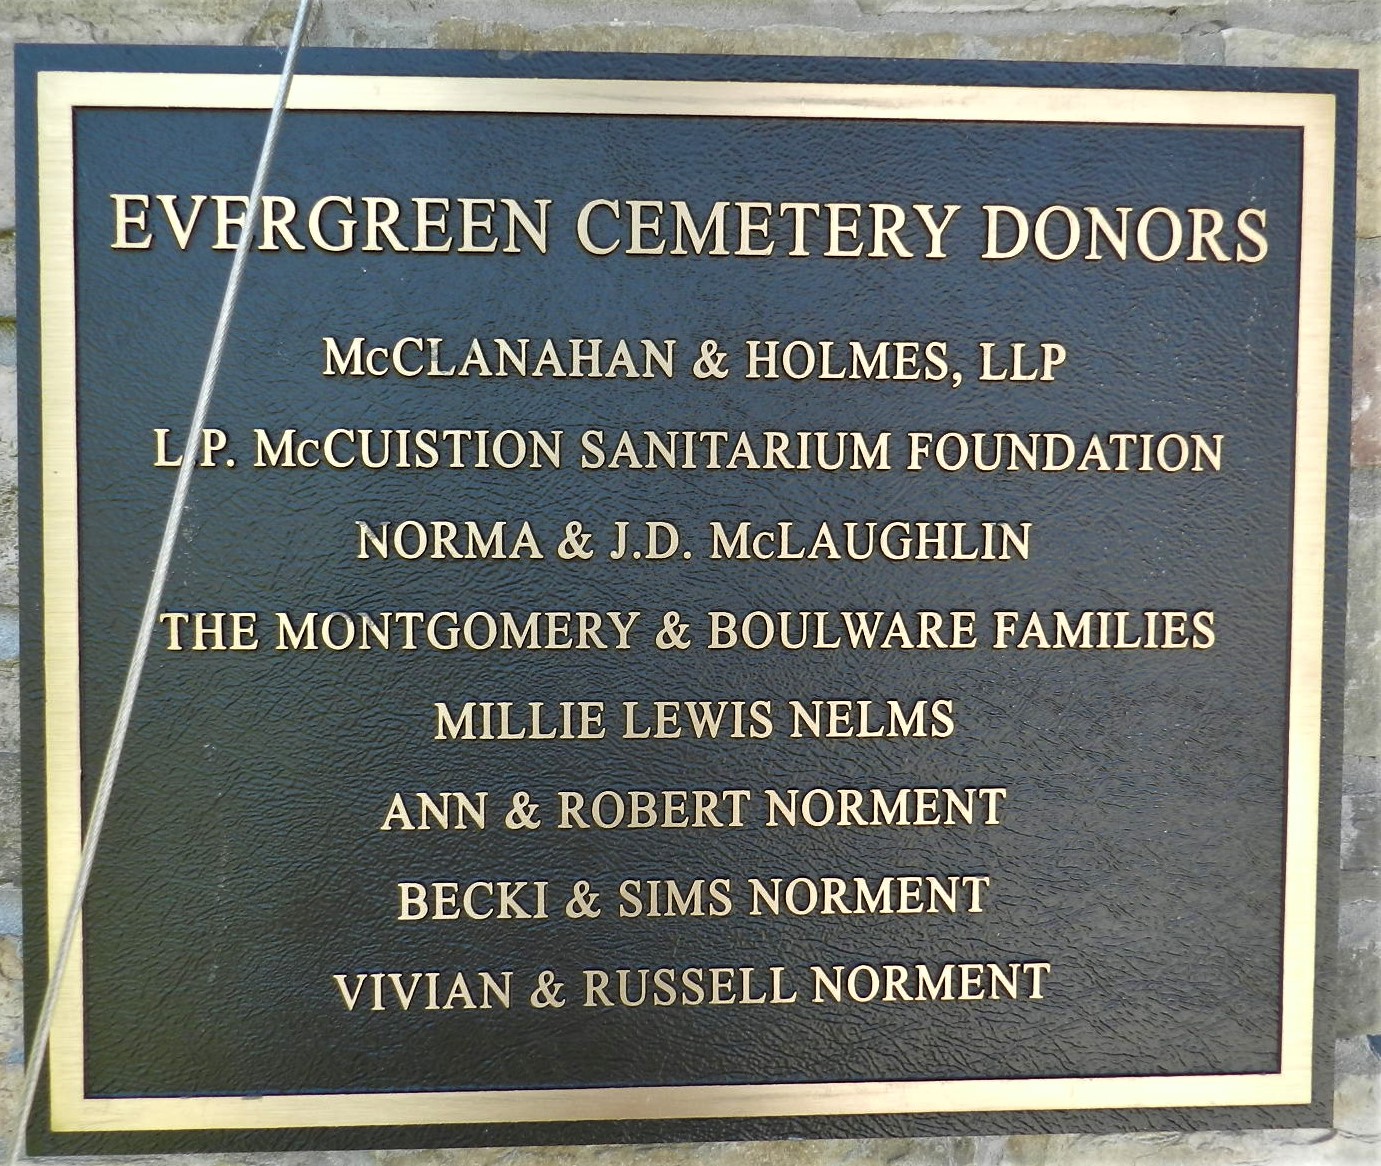 EVERGREEN CEMETERY DONORS
McCLANAHAN & HOLMES, LLP
L.P. McCUISTION SANITARIUM FOUNDATION
NORMA & J.D. McLAUGHLIN
THE MONTGOMERY & BOULWARE FAMILIES
MILLIE LEWIS NELMS
ANN & ROBERT NORMENT
BECKI & SIMS NORMENT
VIVIAN & RUSSELL NORMENT